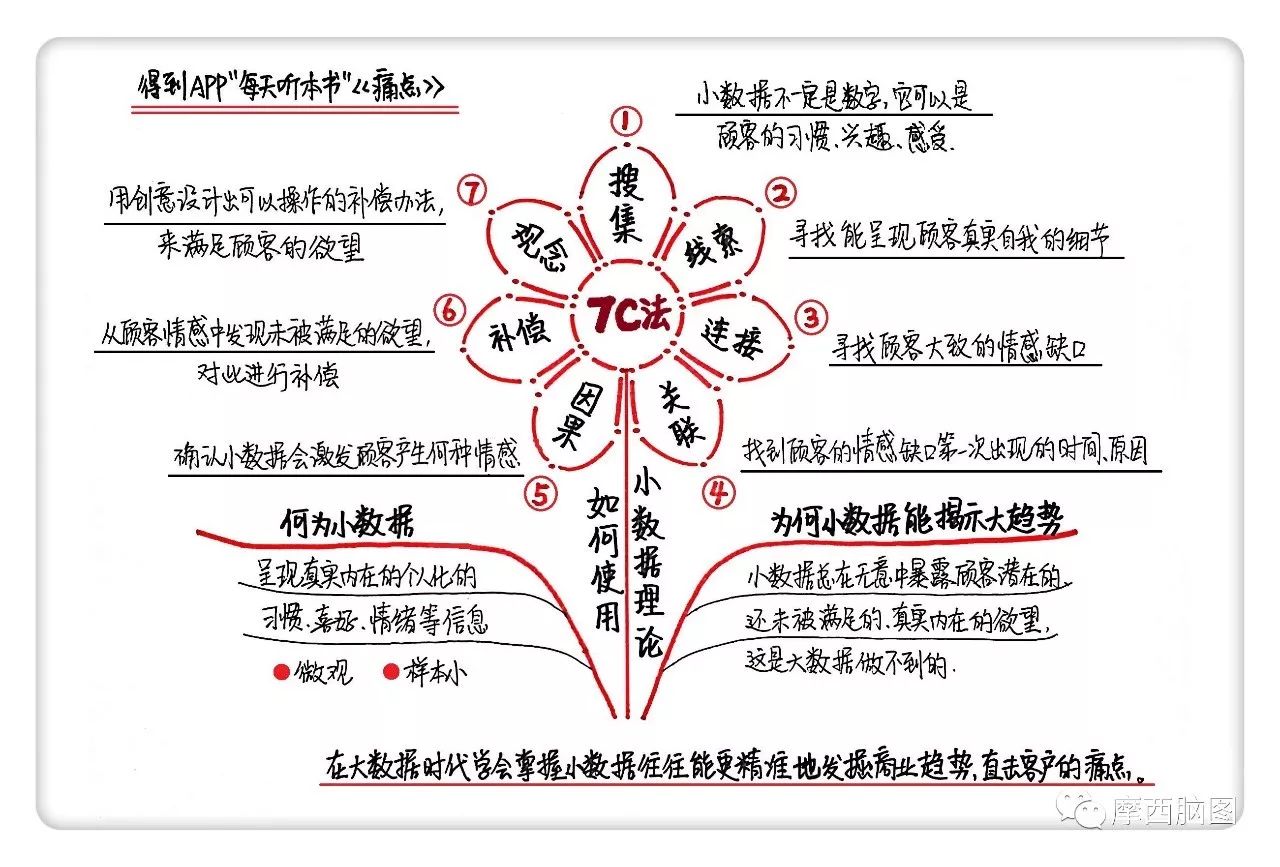 得到APP“每天听本书”《痛点》
①
搜集
小数据不一定是数字,它可以是
顾客的习惯、兴趣、感受.
②
线索
寻找能呈现顾客真实自我的细节
③
连接
寻找顾客大致的情感缺口
④
关联
找到顾客的情感缺口第一次出现的时间、原因
⑤
因果
确认小数据会激发顾客产生何种情感
⑥
补偿
从顾客情感中发现未被满足的欲望,
对此进行补偿
⑦
观念
用创意设计出可以操作的补偿办法,
来满足顾客的欲望
7C法
如何使用
小数据理论
何为小数据
呈现真实内在的个人化的
习惯、喜好、情绪等信息
●微观 ●样本小
为何小数据能揭示大趋势
小数据总在无意中暴露顾客潜在的
还未被满足的、真实内在的欲望,
这是大数据做不到的.
在大数据时代学会掌握小数据往往能更精准地发掘商业趋势,直击客户的痛点。
摩西脑图